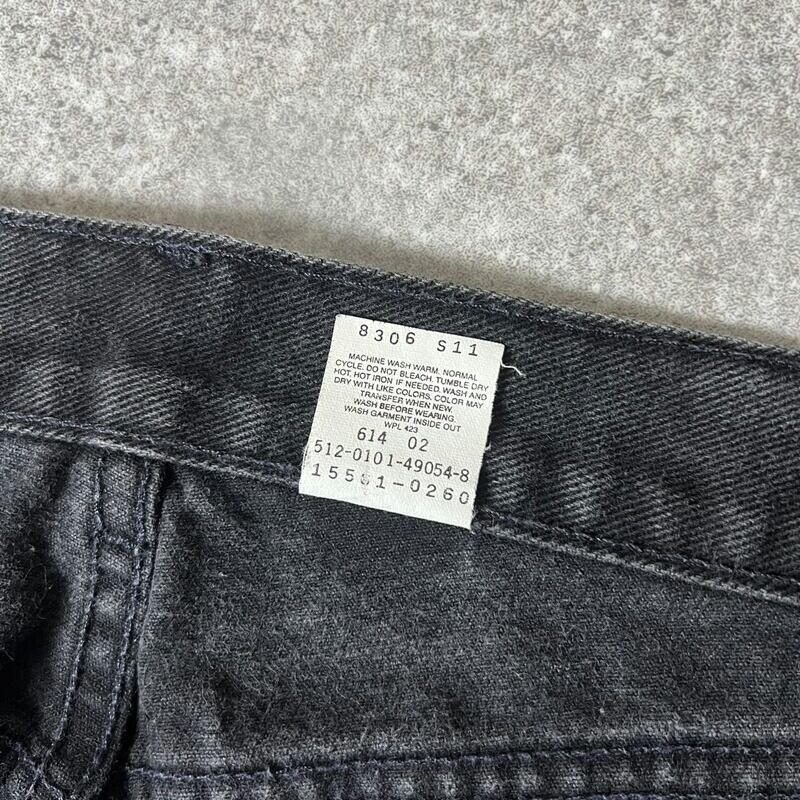 8306 S11
MACHINE WASH WARM. NORMAL
CYCLE. DO NOT BLEACH. TUMBLE DRY
HOT. HOT IRON IF NEEDED. WASH AND
DRY WITH LIKE COLORS. COLOR MAY
TRANSFER WHEN NEW.
WASH BEFORE WEARING.
WASH GARMENT INSIDE OUT
WPL 423
614 02
512-0101-49054-8
15501-0260